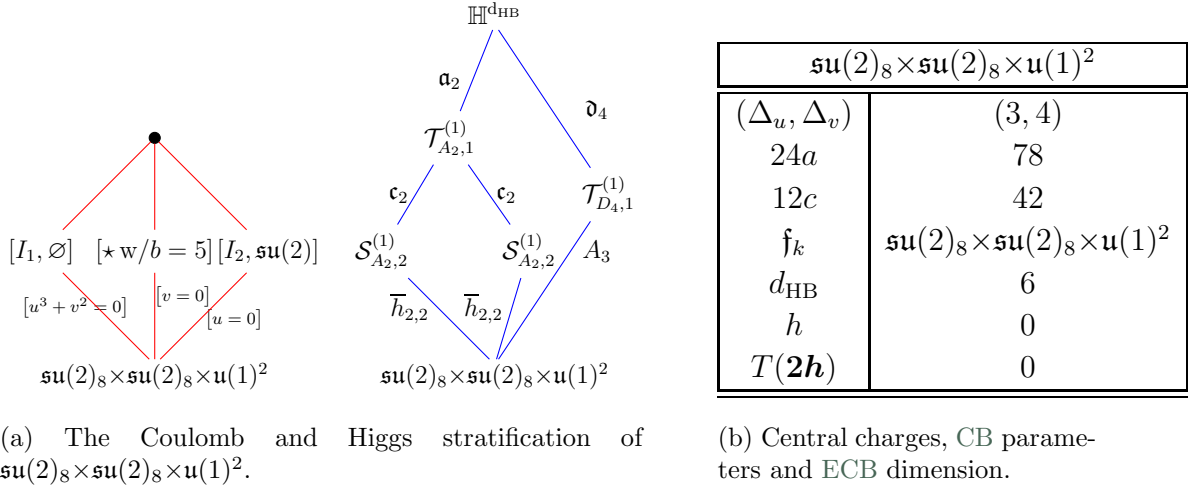 ℍ^{d_HB}
𝔞₂
𝔡₄
𝒯^{(1)}_{A₂,1}
𝔠₂ 𝔠₂
𝒯^{(1)}_{D₄,1}
[I₁, ∅] [⋆ w/b = 5] [I₂, 𝔰𝔲(2)]
𝒮^{(1)}_{A₂,2} 𝒮^{(1)}_{A₂,2} A₃
[u³ + v² = 0] [v = 0] [u = 0]
h̅_{2,2} h̅_{2,2}
𝔰𝔲(2)₈×𝔰𝔲(2)₈×𝔲(1)² 𝔰𝔲(2)₈×𝔰𝔲(2)₈×𝔲(1)²
(a) The Coulomb and Higgs stratification of
𝔰𝔲(2)₈×𝔰𝔲(2)₈×𝔲(1)².
𝔰𝔲(2)₈×𝔰𝔲(2)₈×𝔲(1)²
(Δ_u, Δ_v) (3, 4)
24a 78
12c 42
𝔣_k 𝔰𝔲(2)₈×𝔰𝔲(2)₈×𝔲(1)²
d_HB 6
h 0
T(2h) 0
(b) Central charges, CB parame-
ters and ECB dimension.